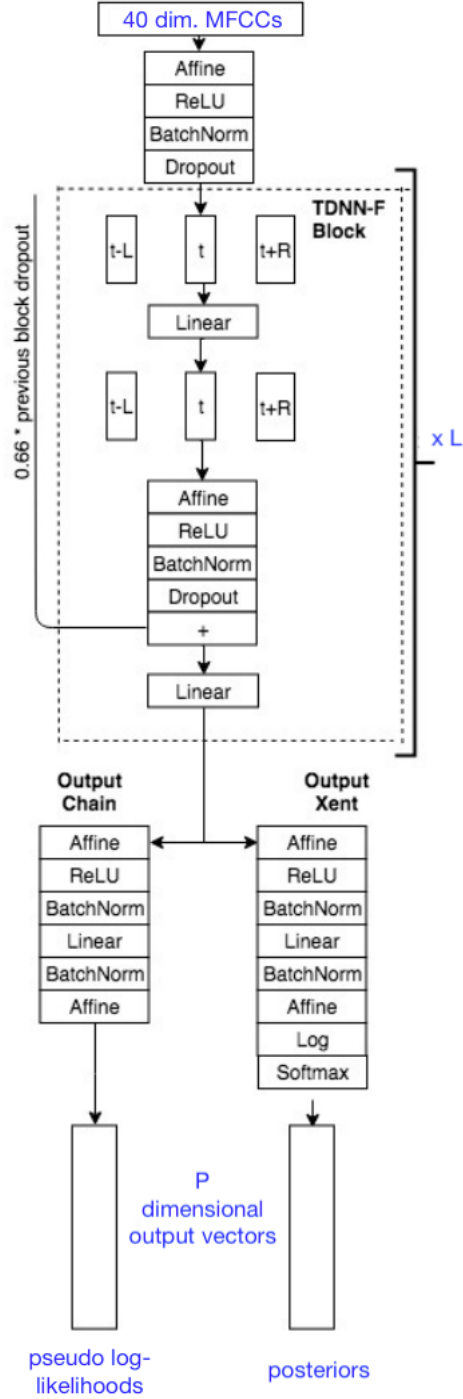 40 dim. MFCCs
Affine
ReLU
BatchNorm
Dropout
TDNN-F
Block
0.66 * previous block dropout
t-L
t
t+R
Linear
t-L
t
t+R
x L
Affine
ReLU
BatchNorm
Dropout
+
Linear
Output
Chain
Affine
ReLU
BatchNorm
Linear
BatchNorm
Affine
Output
Xent
Affine
ReLU
BatchNorm
Linear
BatchNorm
Affine
Log
Softmax
P
dimensional
output vectors
pseudo log-
likelihoods
posteriors